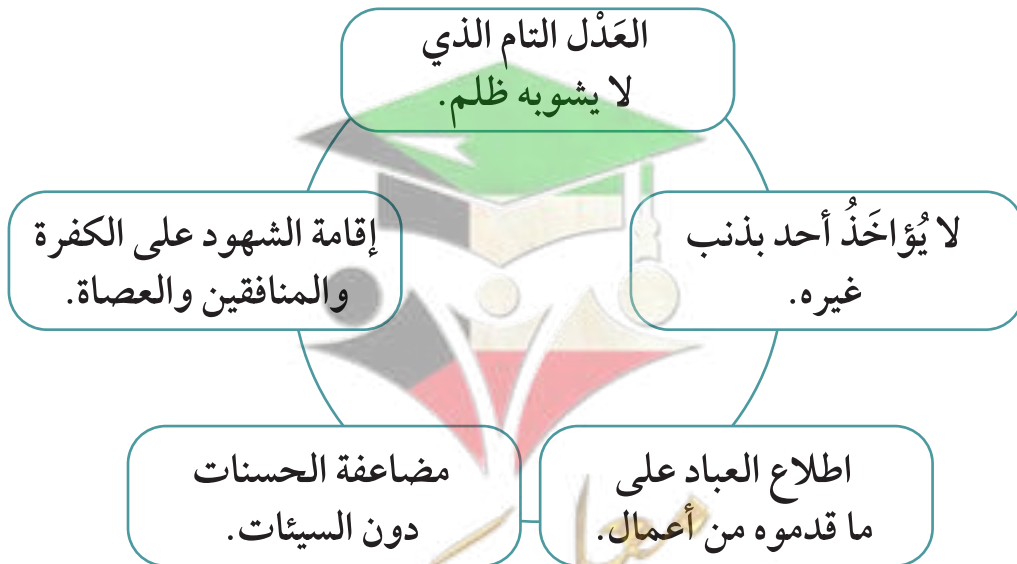 العَدْل التام الذي
لا يشوبه ظلم.
لا يُؤاخَذُ أحد بذنب
غيره.
اطلاع العباد على
ما قدموه من أعمال.
مضاعفة الحسنات
دون السيئات.
إقامة الشهود على الكفرة
والمنافقين والعصاة.